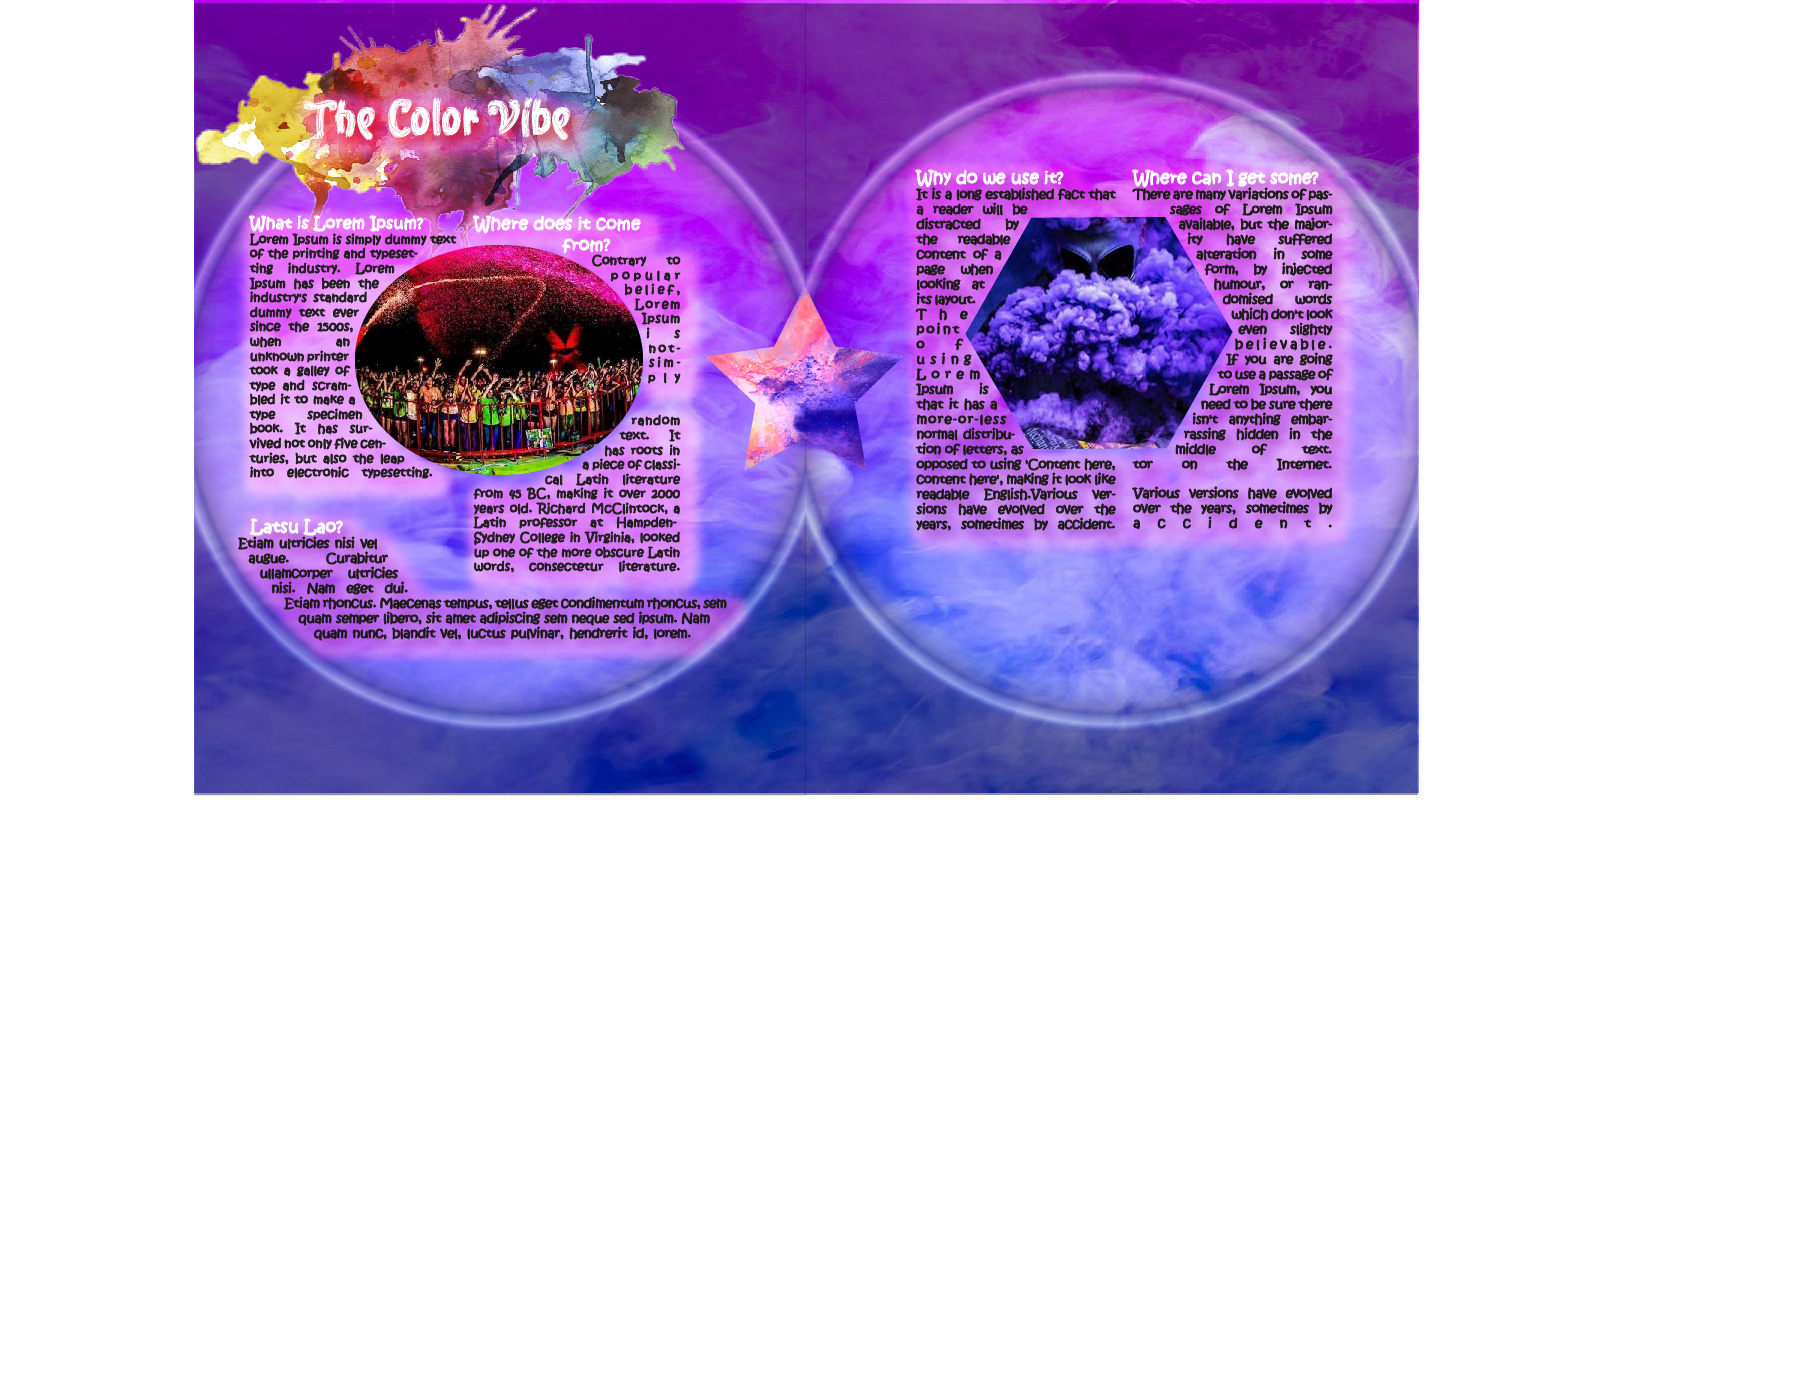 The Color Vibe
What is Lorem Ipsum?
Lorem Ipsum is simply dummy text
of the printing and typeset-
ting industry. Lorem
Ipsum has been the
industry's standard
dummy text ever
since the 1500s,
when an
unknown printer
took a galley of
type and scram-
bled it to make a
type specimen
book. It has sur-
vived not only five cen-
turies, but also the leap
into electronic typesetting.
Where does it come
from?
Contrary to
popular
belief,
Lorem
Ipsum
is
not-
sim-
ply
random
text. It
has roots in
a piece of classi-
cal Latin literature
from 45 BC, making it over 2000
years old. Richard McClintock, a
Latin professor at Hampden-
Sydney College in Virginia, looked
up one of the more obscure Latin
words, consectetur literature.
Latsu Lao?
Etiam ultricies nisi vel
augue. Curabitur
ullamcorper ultricies
nisi. Nam eget dui.
Etiam rhoncus. Maecenas tempus, tellus eget condimentum rhoncus, sem
quam semper libero, sit amet adipiscing sem neque sed ipsum. Nam
quam nunc, blandit vel, luctus pulvinar, hendrerit id, lorem.
Why do we use it?
It is a long established fact that
a reader will be
distracted by
the readable
content of a
page when
looking at
its layout.
The
point
of
using
Lorem
Ipsum is
that it has a
more-or-less
normal distribu-
tion of letters, as
opposed to using 'Content here,
content here', making it look like
readable English.Various ver-
sions have evolved over the
years, sometimes by accident.
Where can I get some?
There are many variations of pas-
sages of Lorem Ipsum
available, but the major-
ity have suffered
alteration in some
form, by injected
humour, or ran-
domised words
which don't look
even slightly
believable.
If you are going
to use a passage of
Lorem Ipsum, you
need to be sure there
isn't anything embar-
rassing hidden in the
middle of text.
tor on the Internet.
Various versions have evolved
over the years, sometimes by
accident.